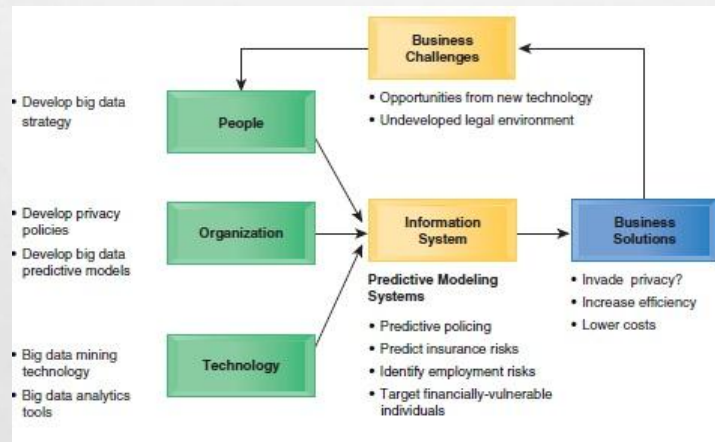 Business
Challenges
• Opportunities from new technology
• Undeveloped legal environment
• Develop big data
strategy
People
• Develop privacy
policies
• Develop big data
predictive models
Organization
Information
System
Business
Solutions
Predictive Modeling
Systems
• Predictive policing
• Predict insurance risks
• Identify employment risks
• Target financially-vulnerable
individuals
• Invade privacy?
• Increase efficiency
• Lower costs
• Big data mining
technology
• Big data analytics
tools
Technology